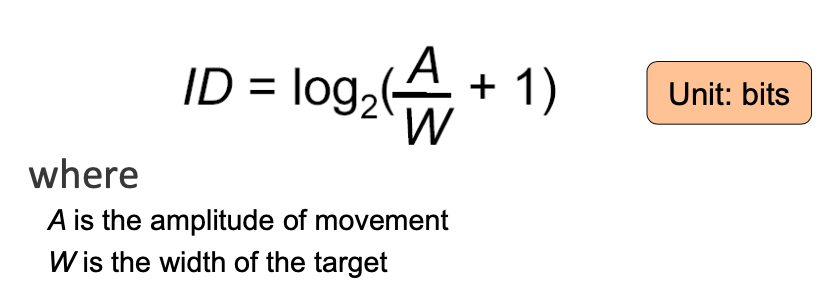 ID = log₂(A/W + 1)
Unit: bits
where
A is the amplitude of movement
W is the width of the target